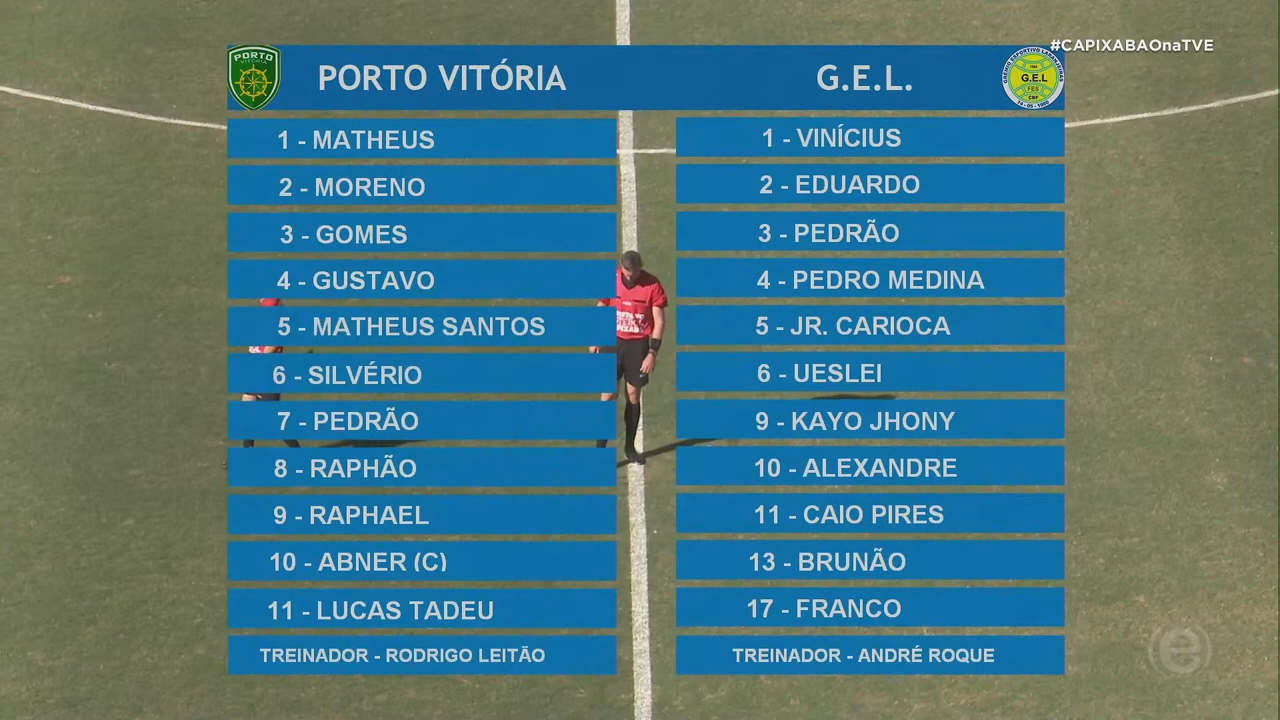 #CAPIXABAOnaTVE
PORTO VITÓRIA
G.E.L.
PORTO
VITÓRIA
G.E.L
FES
1 - MATHEUS
2 - MORENO
3 - GOMES
4 - GUSTAVO
5 - MATHEUS SANTOS
6 - SILVÉRIO
7 - PEDRÃO
8 - RAPHÃO
9 - RAPHAEL
10 - ABNER (C)
11 - LUCAS TADEU
TREINADOR - RODRIGO LEITÃO
1 - VINÍCIUS
2 - EDUARDO
3 - PEDRÃO
4 - PEDRO MEDINA
5 - JR. CARIOCA
6 - UESLEI
9 - KAYO JHONY
10 - ALEXANDRE
11 - CAIO PIRES
13 - BRUNÃO
17 - FRANCO
TREINADOR - ANDRÉ ROQUE
e